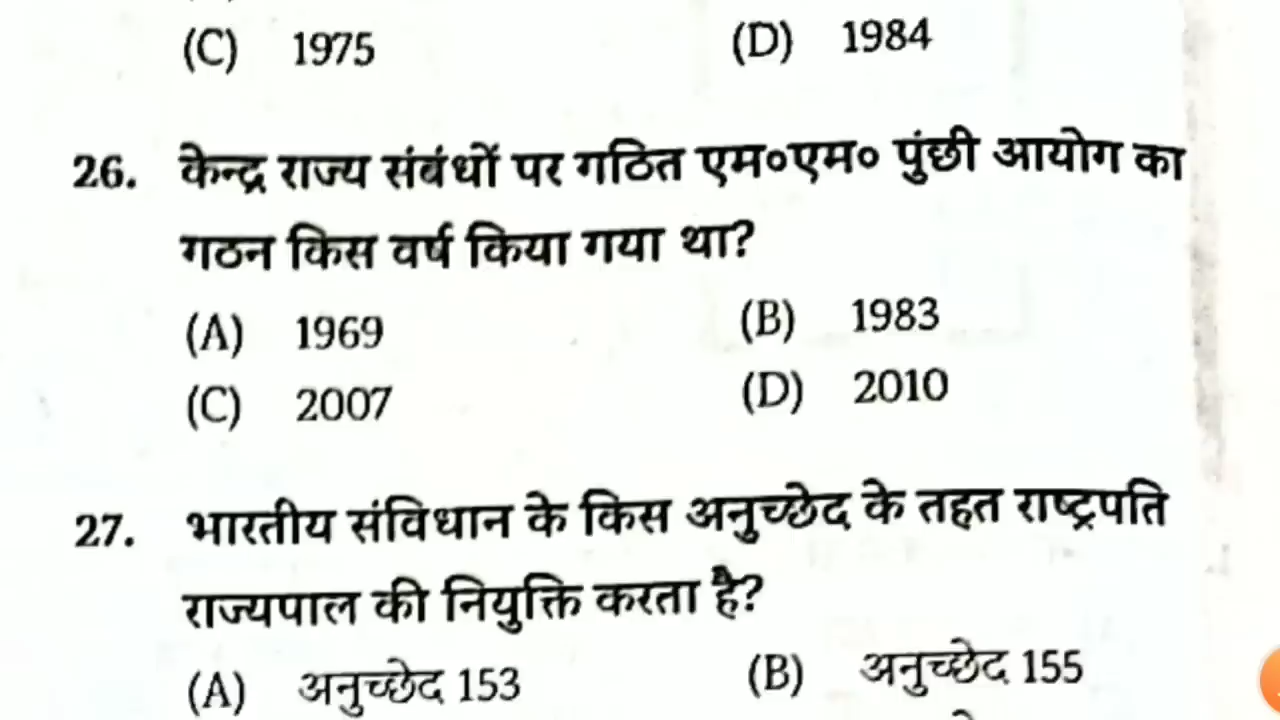 (C) 1975 (D) 1984
26. केन्द्र राज्य संबंधों पर गठित एम०एम० पुंछी आयोग का
गठन किस वर्ष किया गया था?
(A) 1969 (B) 1983
(C) 2007 (D) 2010
27. भारतीय संविधान के किस अनुच्छेद के तहत राष्ट्रपति
राज्यपाल की नियुक्ति करता है?
(A) अनुच्छेद 153 (B) अनुच्छेद 155